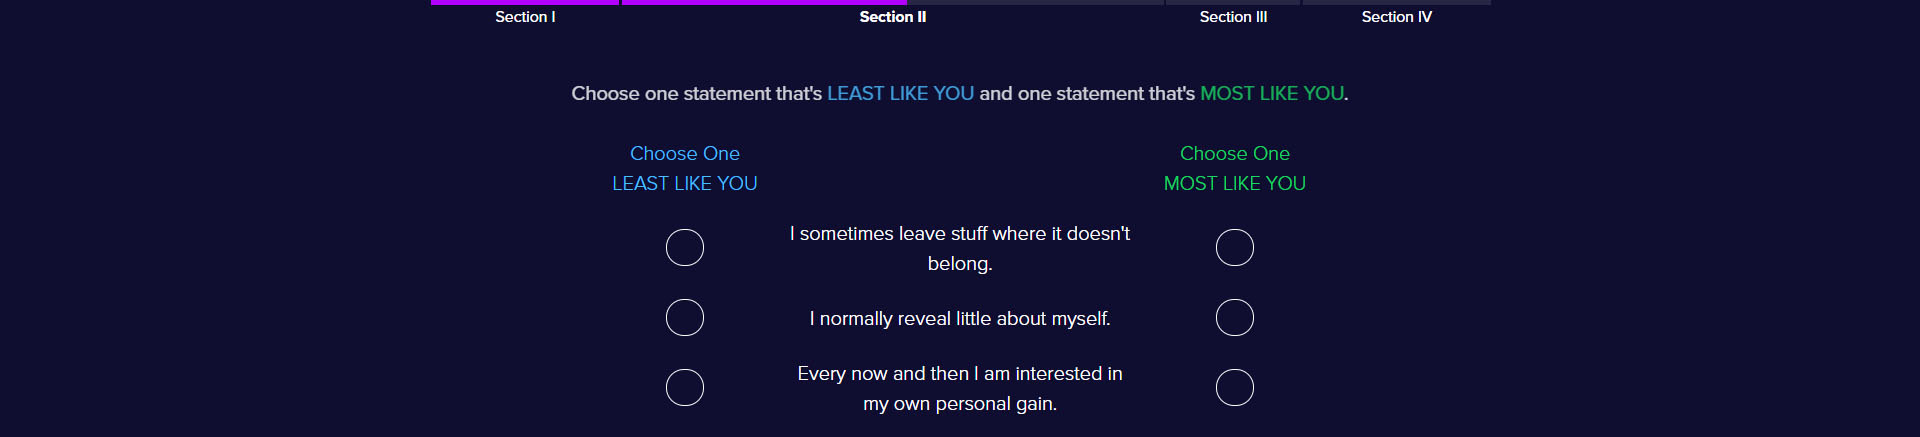 Section I
Section II
Section III
Section IV
Choose one statement that's LEAST LIKE YOU and one statement that's MOST LIKE YOU.
Choose One
LEAST LIKE YOU
Choose One
MOST LIKE YOU
I sometimes leave stuff where it doesn't
belong.
I normally reveal little about myself.
Every now and then I am interested in
my own personal gain.